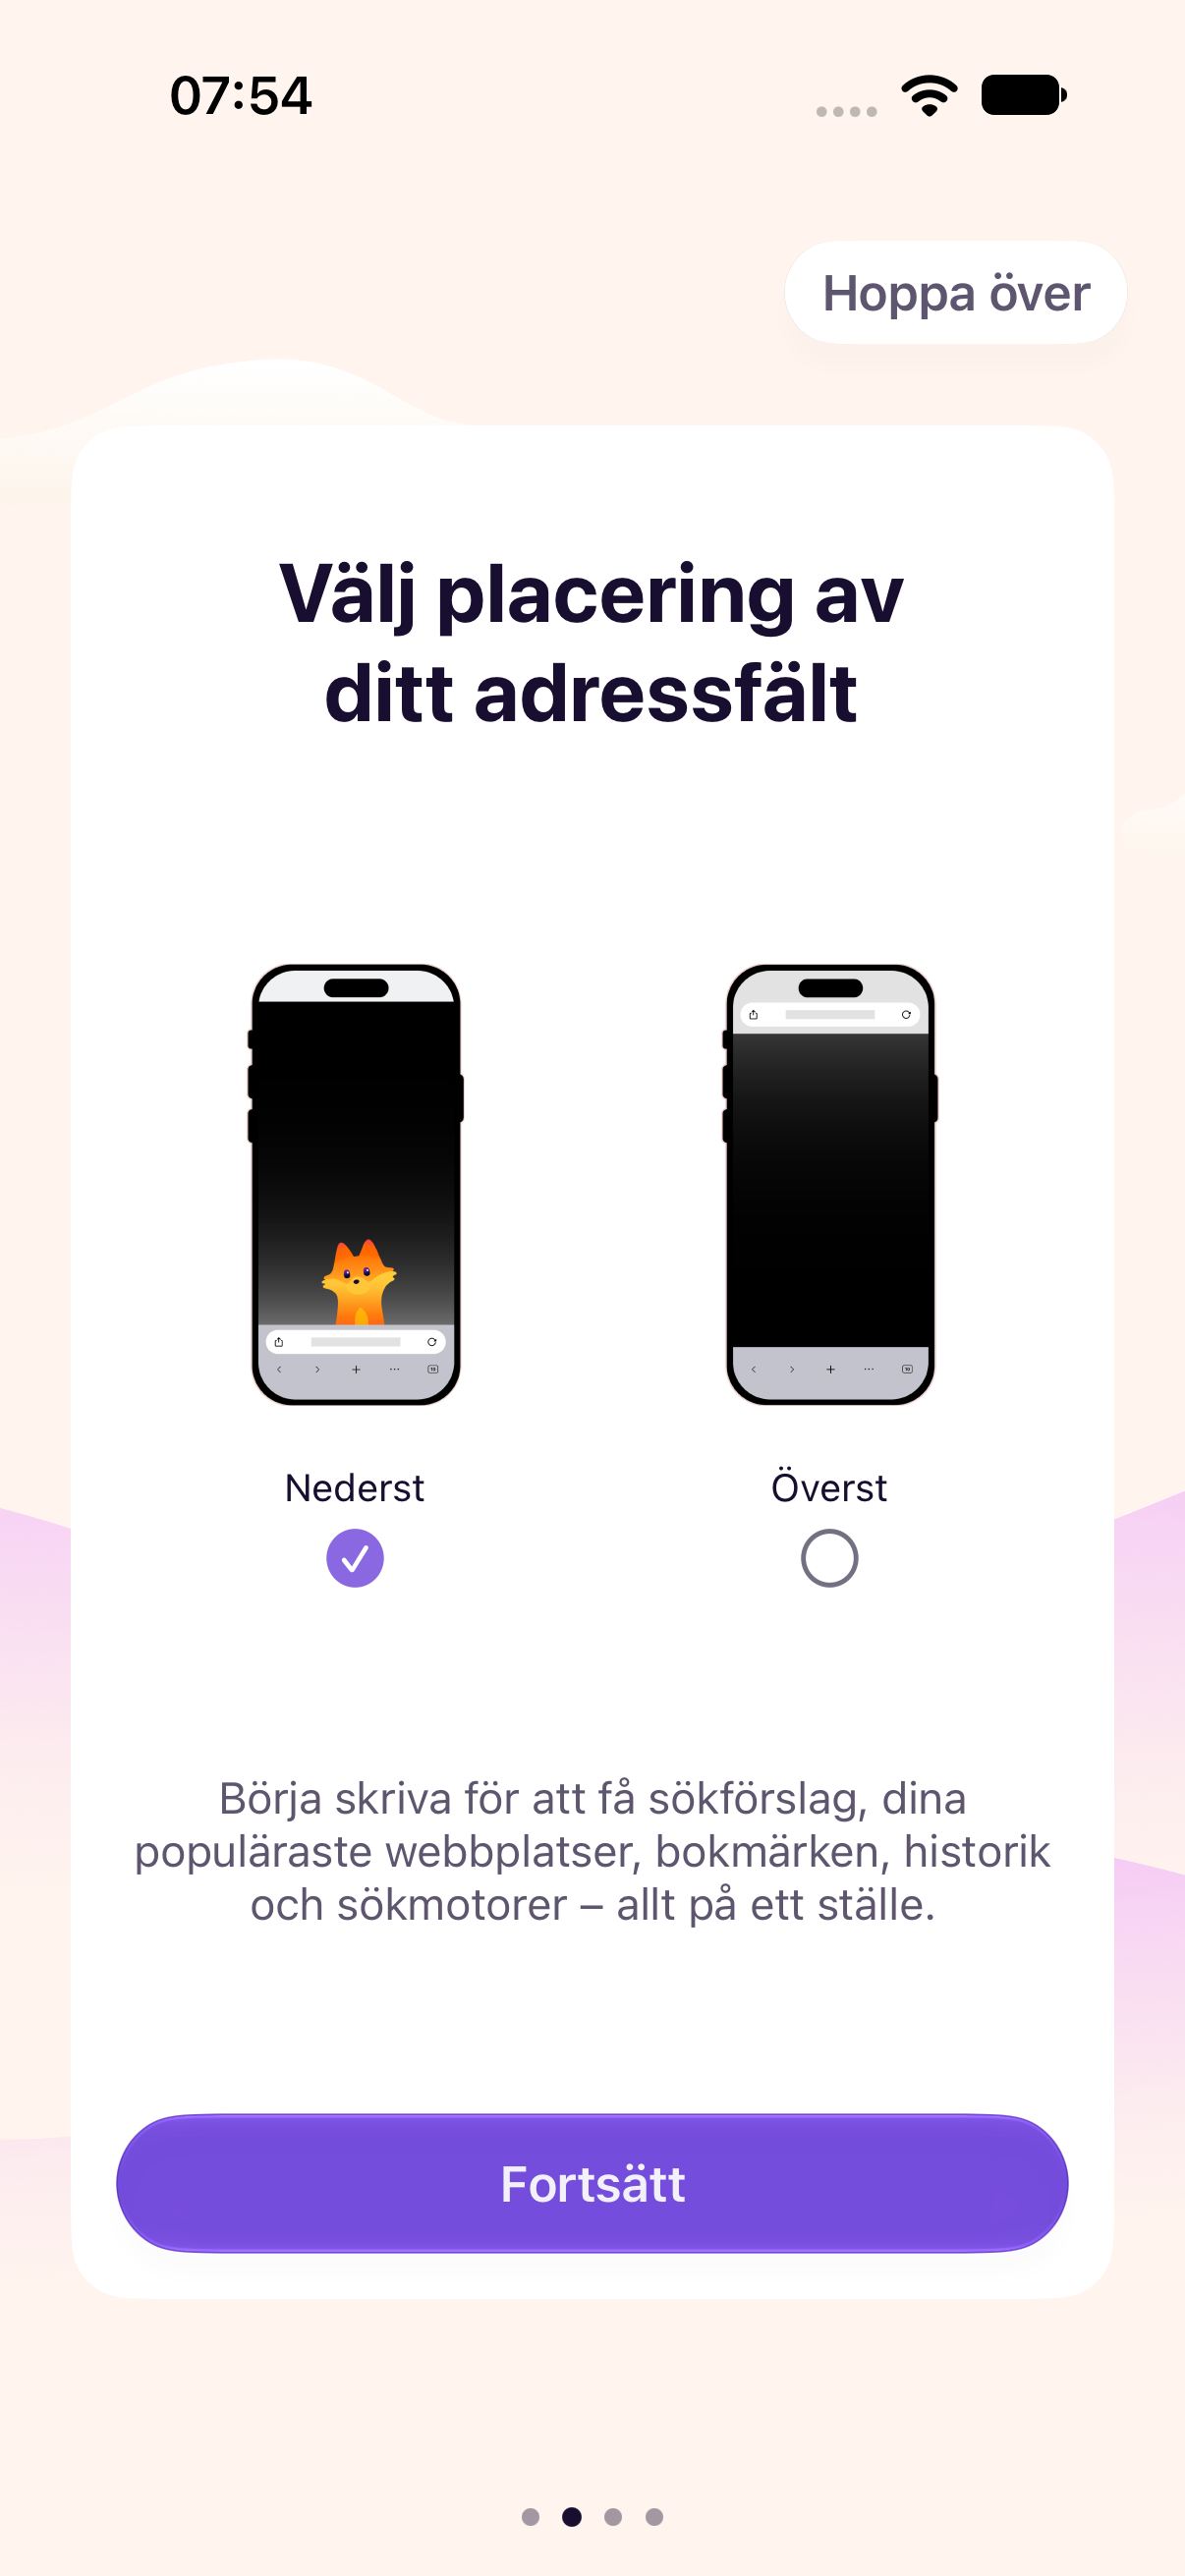 07:54
Hoppa över
Välj placering av
ditt adressfält
Nederst
Överst
Börja skriva för att få sökförslag, dina
populäraste webbplatser, bokmärken, historik
och sökmotorer – allt på ett ställe.
Fortsätt